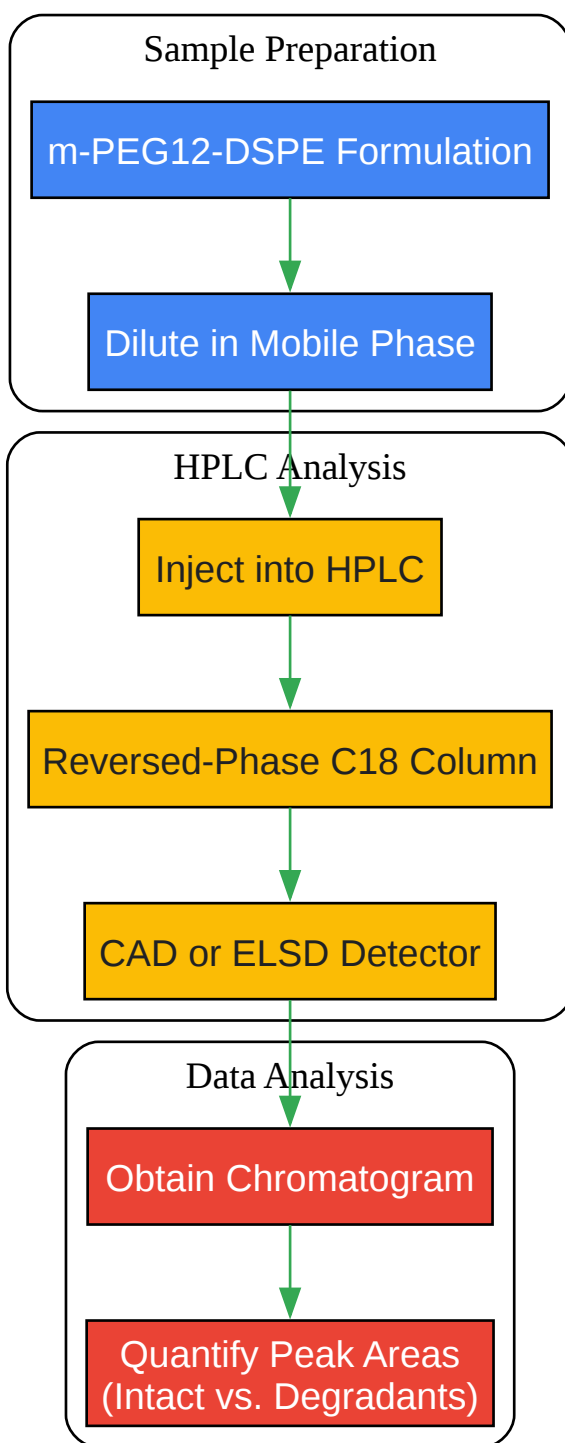 Sample Preparation
m-PEG12-DSPE Formulation
Dilute in Mobile Phase
HPLC Analysis
Inject into HPLC
Reversed-Phase C18 Column
CAD or ELSD Detector
Data Analysis
Obtain Chromatogram
Quantify Peak Areas
(Intact vs. Degradants)